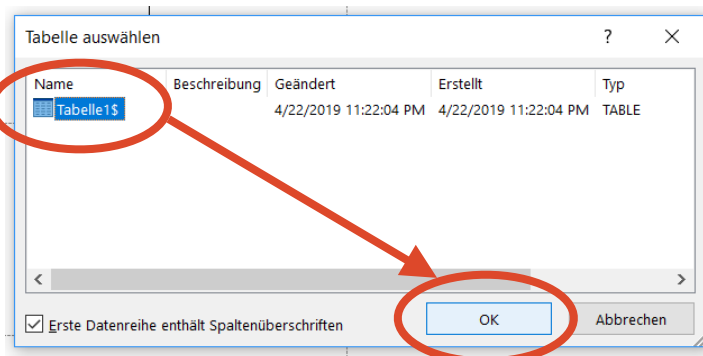 Tabelle auswählen ?
Name Beschreibung Geändert Erstellt Typ
Tabelle1$ 4/22/2019 11:22:04 PM 4/22/2019 11:22:04 PM TABLE
Erste Datenreihe enthält Spaltenüberschriften OK Abbrechen